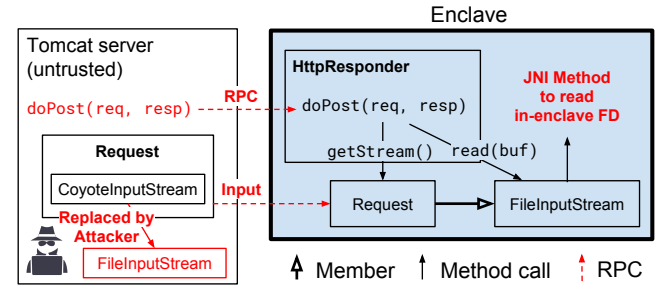 Enclave
Tomcat server
(untrusted)
doPost(req, resp)
RPC
HttpResponder
doPost(req, resp)
getStream()
read(buf)
JNI Method
to read
in-enclave FD
Request
CoyoteInputStream
Input
Request
FileInputStream
Replaced by
Attacker
FileInputStream
Member
Method call
RPC